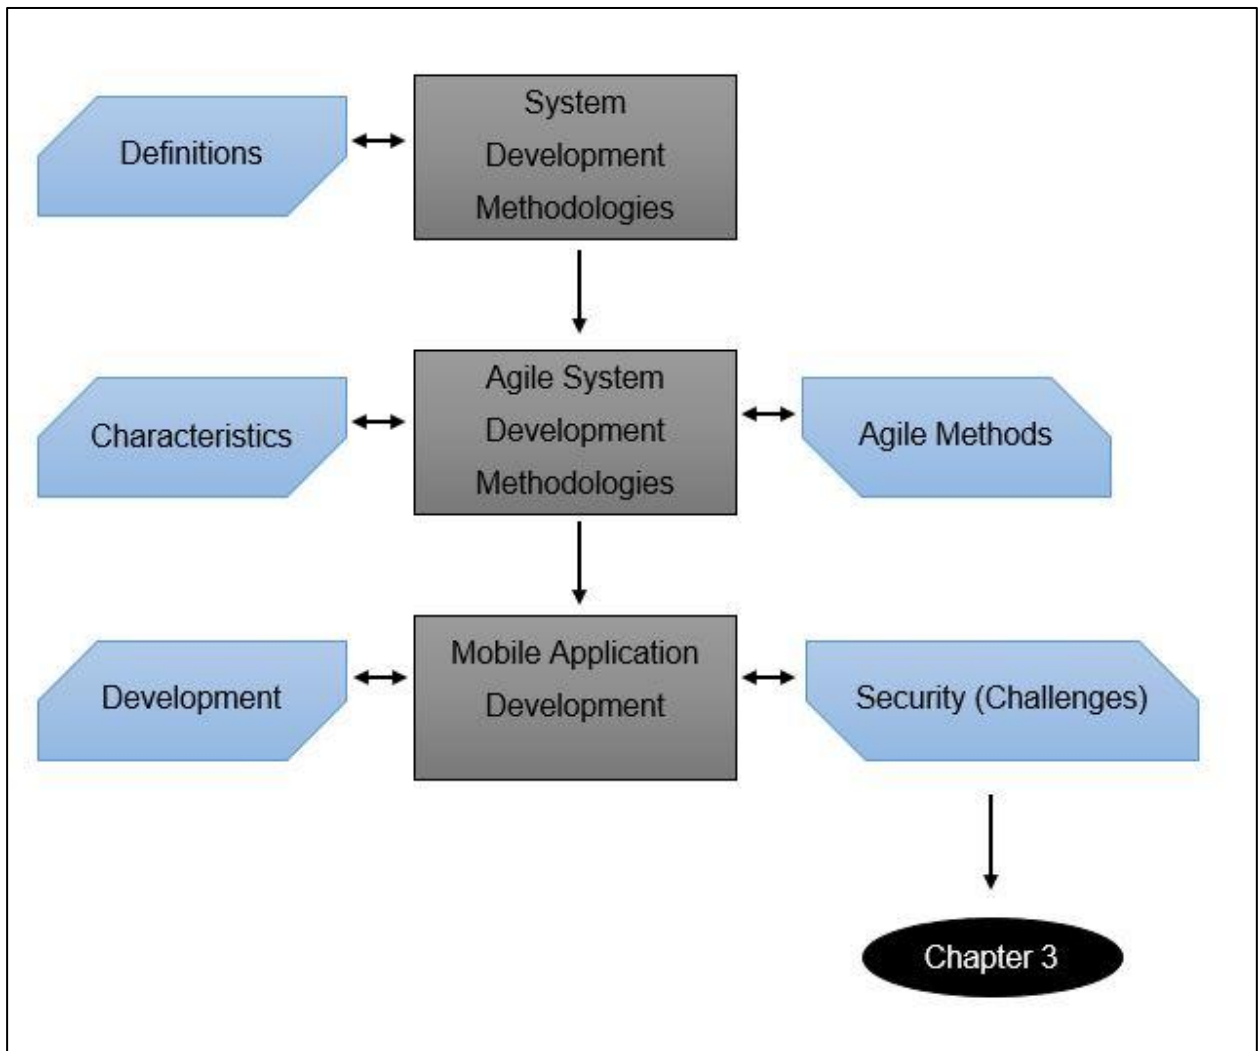 Definitions
System
Development
Methodologies
Characteristics
Agile System
Development
Methodologies
Agile Methods
Development
Mobile Application
Development
Security (Challenges)
Chapter 3